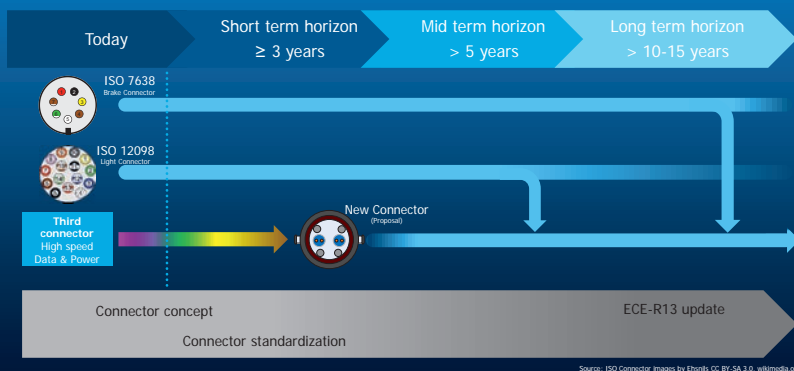 Today
Short term horizon
≥ 3 years
Mid term horizon
> 5 years
Long term horizon
> 10-15 years
ISO 7638
Brake Connector
ISO 12098
Light Connector
Third
connector
High speed
Data & Power
New Connector
(Proposal)
Connector concept
Connector standardization
ECE-R13 update
Source: ISO Connector images by Ehsnils CC BY-SA 3.0, wikimedia.o